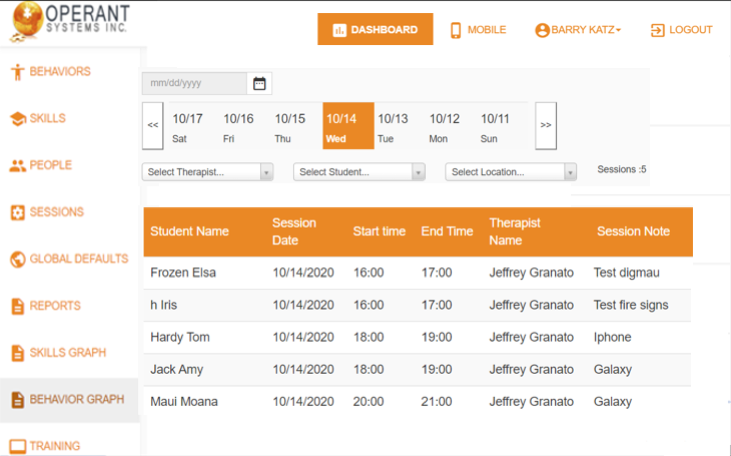 OPERANT
SYSTEMS INC.
DASHBOARD MOBILE BARRY KATZ LOGOUT
BEHAVIORS
SKILLS
PEOPLE
SESSIONS
GLOBAL DEFAULTS
REPORTS
SKILLS GRAPH
BEHAVIOR GRAPH
TRAINING
mm/dd/yyyy
<< 10/17 10/16 10/15 10/14 10/13 10/12 10/11 >>
Sat Fri Thu Wed Tue Mon Sun
Select Therapist... Select Student... Select Location... Sessions :5
Student Name Session Date Start time End Time Therapist Name Session Note
Frozen Elsa 10/14/2020 16:00 17:00 Jeffrey Granato Test digmau
h Iris 10/14/2020 16:00 17:00 Jeffrey Granato Test fire signs
Hardy Tom 10/14/2020 18:00 19:00 Jeffrey Granato Iphone
Jack Amy 10/14/2020 18:00 19:00 Jeffrey Granato Galaxy
Maui Moana 10/14/2020 20:00 21:00 Jeffrey Granato Galaxy